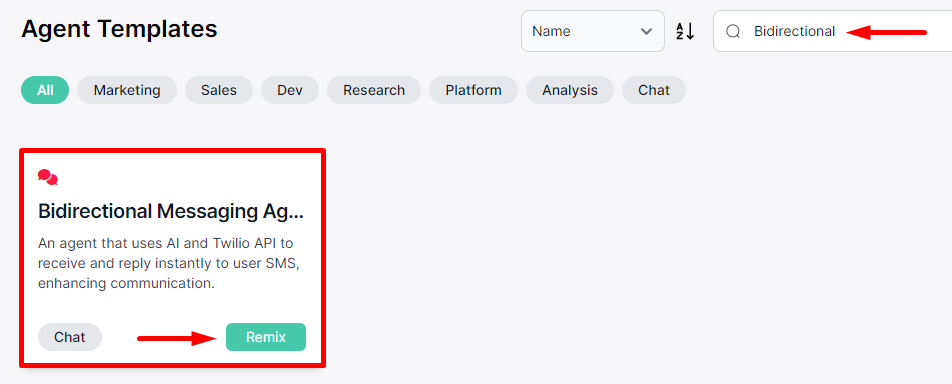 Agent Templates
Name
Bidirectional
All
Marketing
Sales
Dev
Research
Platform
Analysis
Chat
Bidirectional Messaging Ag...
An agent that uses AI and Twilio API to
receive and reply instantly to user SMS,
enhancing communication.
Chat
Remix